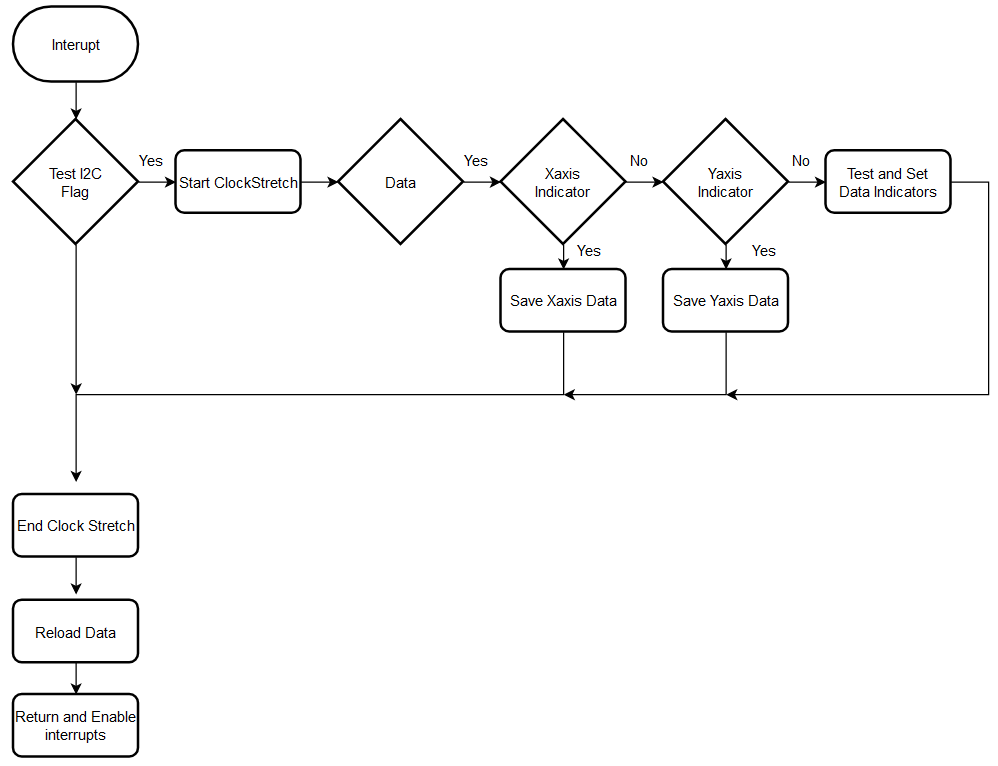 Interupt
Test I2C
Flag
Yes
Start ClockStretch
Data
Yes
Xaxis
Indicator
No
Yaxis
Indicator
No
Test and Set
Data Indicators
Yes
Yes
Save Xaxis Data
Save Yaxis Data
End Clock Stretch
Reload Data
Return and Enable
interrupts